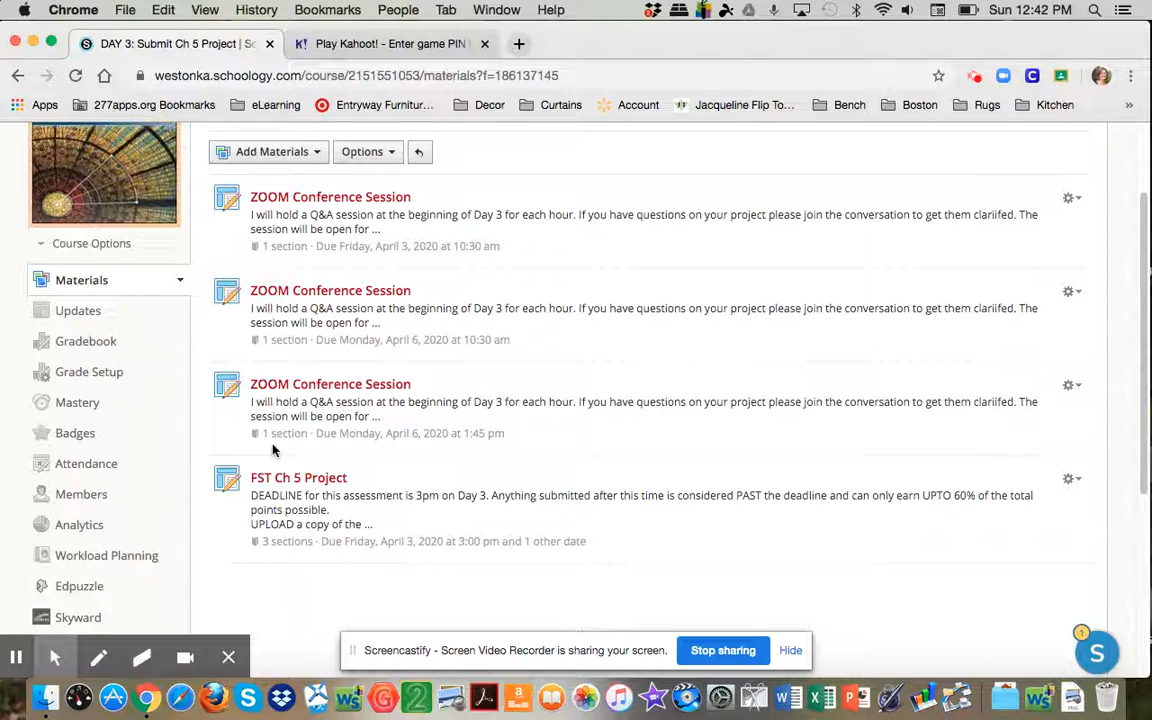 Chrome File Edit View History Bookmarks People Tab Window Help Sun 12:42 PM
DAY 3: Submit Ch 5 Project | Sc
Play Kahoot! - Enter game PIN
westonka.schoology.com/course/2151551053/materials?f=186137145
Apps 277apps.org Bookmarks eLearning Entryway Furnitur... Decor Curtains Account Jacqueline Flip To... Bench Boston Rugs Kitchen »
Add Materials Options
ZOOM Conference Session
I will hold a Q&A session at the beginning of Day 3 for each hour. If you have questions on your project please join the conversation to get them clariifed. The
session will be open for ...
1 section · Due Friday, April 3, 2020 at 10:30 am
ZOOM Conference Session
I will hold a Q&A session at the beginning of Day 3 for each hour. If you have questions on your project please join the conversation to get them clariifed. The
session will be open for ...
1 section · Due Monday, April 6, 2020 at 10:30 am
ZOOM Conference Session
I will hold a Q&A session at the beginning of Day 3 for each hour. If you have questions on your project please join the conversation to get them clariifed. The
session will be open for ...
1 section · Due Monday, April 6, 2020 at 1:45 pm
FST Ch 5 Project
DEADLINE for this assessment is 3pm on Day 3. Anything submitted after this time is considered PAST the deadline and can only earn UPTO 60% of the total
points possible.
UPLOAD a copy of the ...
3 sections · Due Friday, April 3, 2020 at 3:00 pm and 1 other date
Course Options
Materials
Updates
Gradebook
Grade Setup
Mastery
Badges
Attendance
Members
Analytics
Workload Planning
Edpuzzle
Skyward
Screencastify - Screen Video Recorder is sharing your screen. Stop sharing Hide
1
S